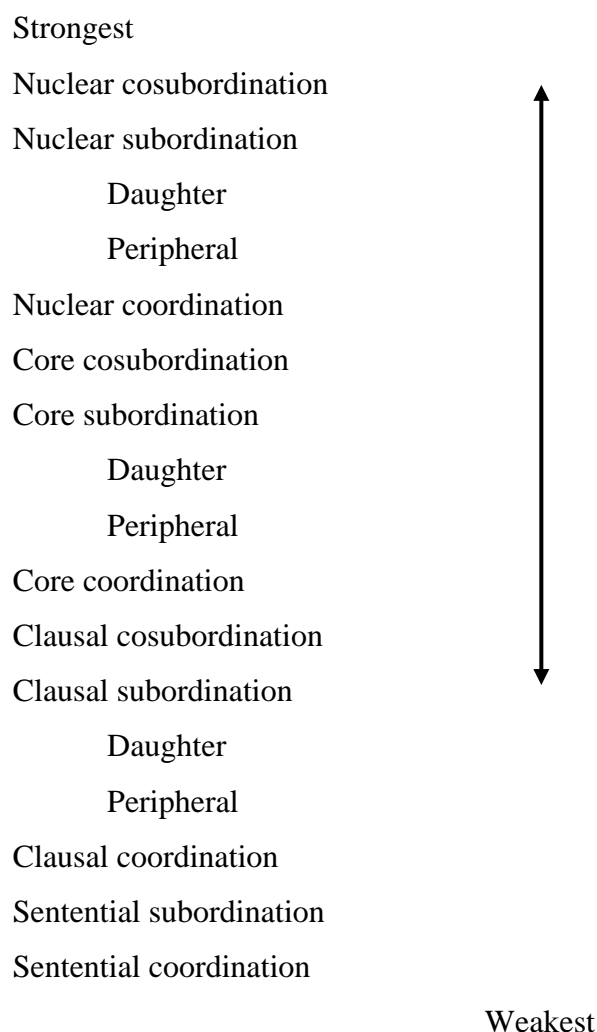 Strongest
Nuclear cosubordination
Nuclear subordination
Daughter
Peripheral
Nuclear coordination
Core cosubordination
Core subordination
Daughter
Peripheral
Core coordination
Clausal cosubordination
Clausal subordination
Daughter
Peripheral
Clausal coordination
Sentential subordination
Sentential coordination
Weakest